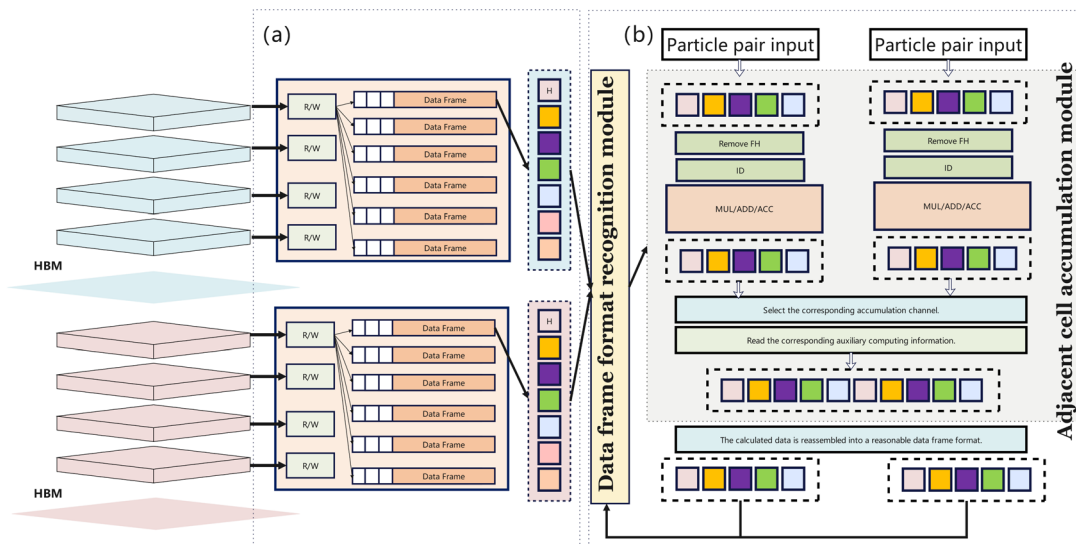 (a)
R/W
R/W
R/W
R/W
Data Frame
Data Frame
Data Frame
Data Frame
Data Frame
Data Frame
H
HBM
R/W
R/W
R/W
R/W
Data Frame
Data Frame
Data Frame
Data Frame
Data Frame
Data Frame
H
HBM
Data frame format recognition module
(b)
Particle pair input
Particle pair input
Remove FH
Remove FH
ID
ID
MUL/ADD/ACC
MUL/ADD/ACC
Select the corresponding accumulation channel.
Read the corresponding auxiliary computing information.
The calculated data is reassembled into a reasonable data frame format.
Adjacent cell accumulation module